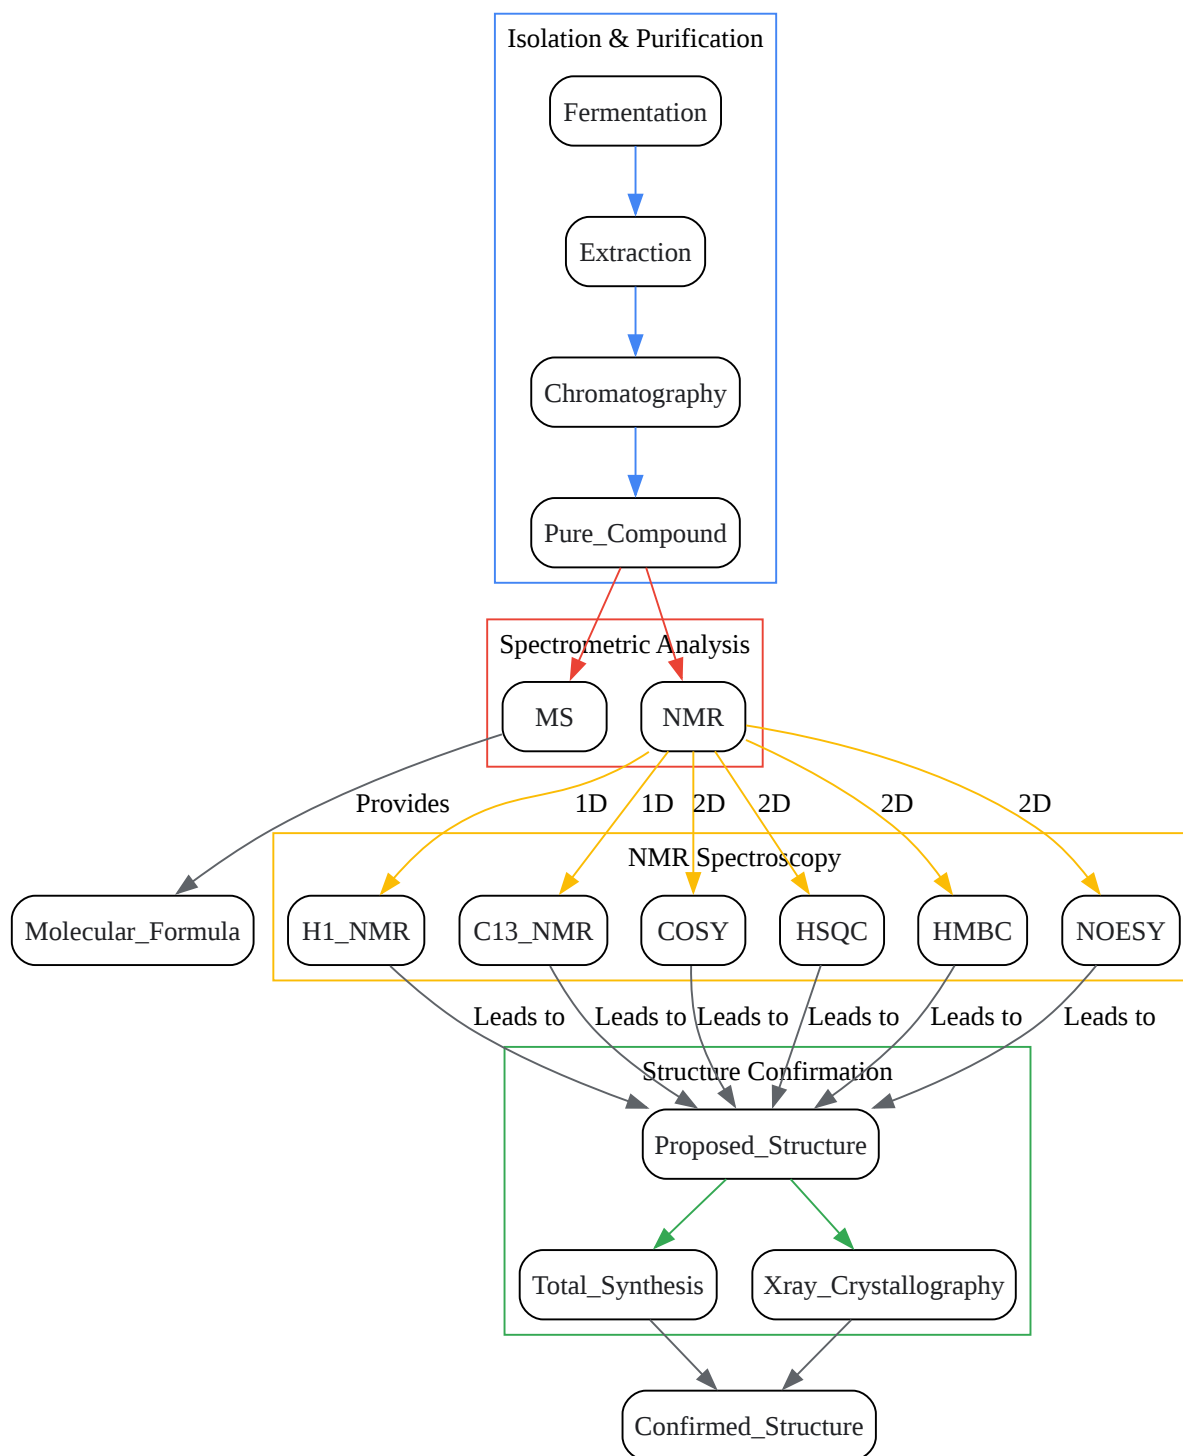 Isolation & Purification
Fermentation
Extraction
Chromatography
Pure_Compound
Spectrometric Analysis
MS
NMR
Provides
1D
1D
2D
2D
2D
2D
NMR Spectroscopy
Molecular_Formula
H1_NMR
C13_NMR
COSY
HSQC
HMBC
NOESY
Leads to
Leads to
Leads to
Leads to
Leads to
Leads to
Structure Confirmation
Proposed_Structure
Total_Synthesis
Xray_Crystallography
Confirmed_Structure